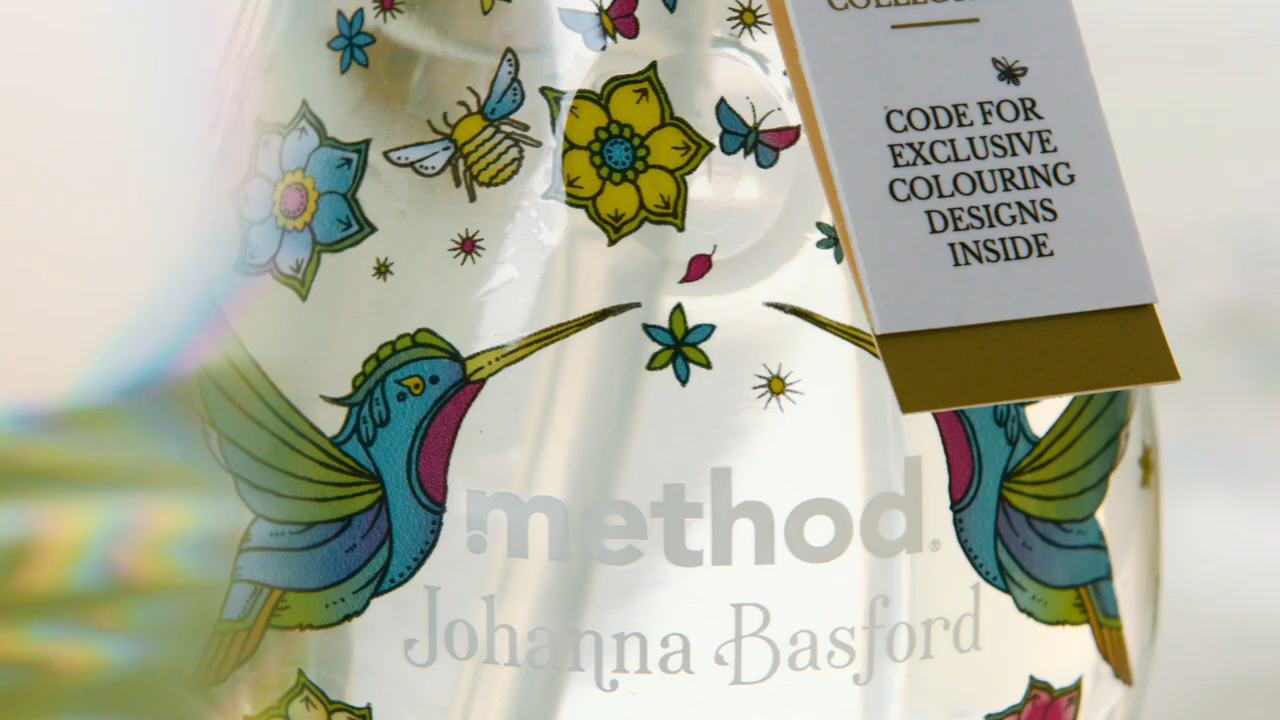 CODE FOR
EXCLUSIVE
COLOURING
DESIGNS
INSIDE
method®
Johanna Basford